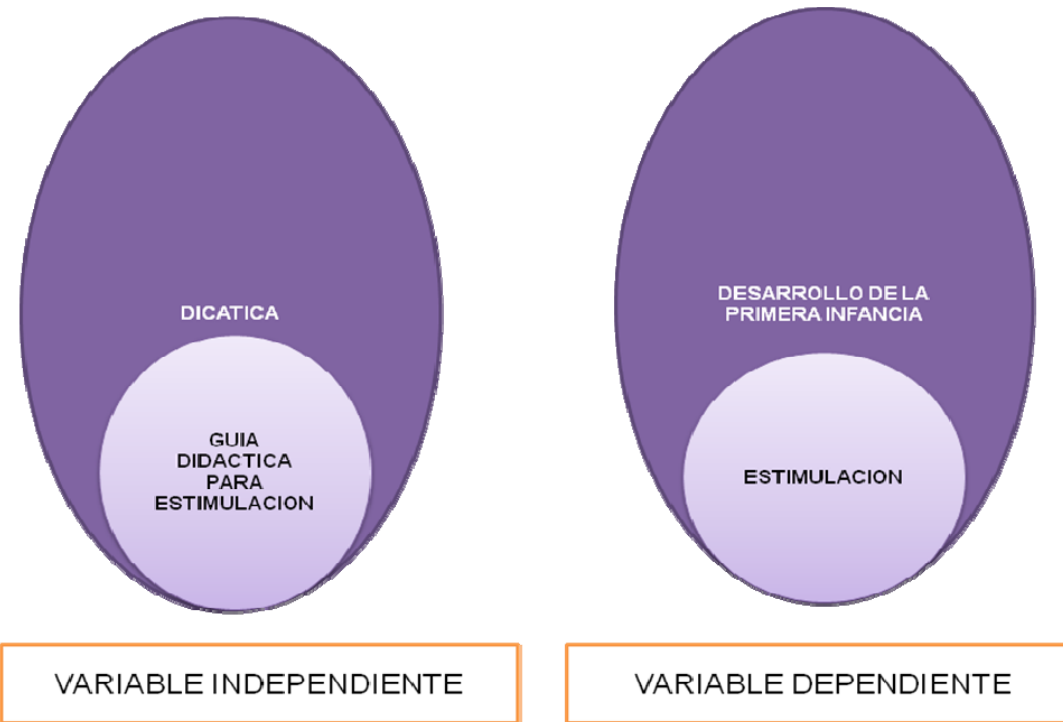 DICATICA
GUIA
DIDACTICA
PARA
ESTIMULACION
VARIABLE INDEPENDIENTE
DESARROLLO DE LA
PRIMERA INFANCIA
ESTIMULACION
VARIABLE DEPENDIENTE